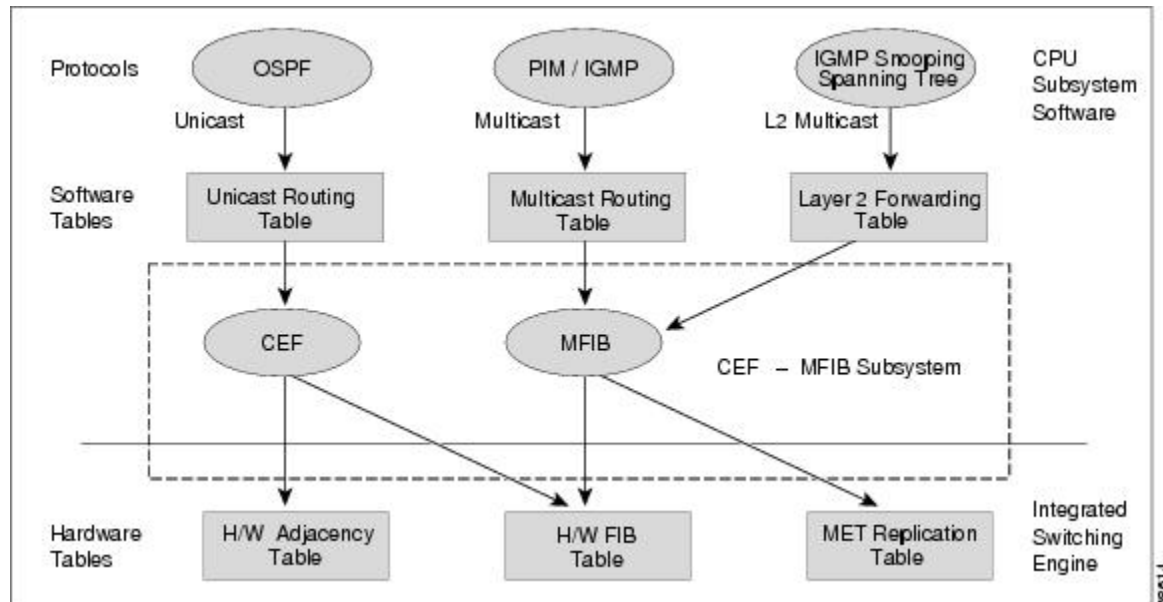 Protocols
OSPF
PIM / IGMP
IGMP Snooping
Spanning Tree
CPU
Subsystem
Software
Unicast
Multicast
L2 Multicast
Software
Tables
Unicast Routing
Table
Multicast Routing
Table
Layer 2 Forwarding
Table
CEF
MFIB
CEF – MFIB Subsystem
Hardware
Tables
H/W Adjacency
Table
H/W FIB
Table
MET Replication
Table
Integrated
Switching
Engine